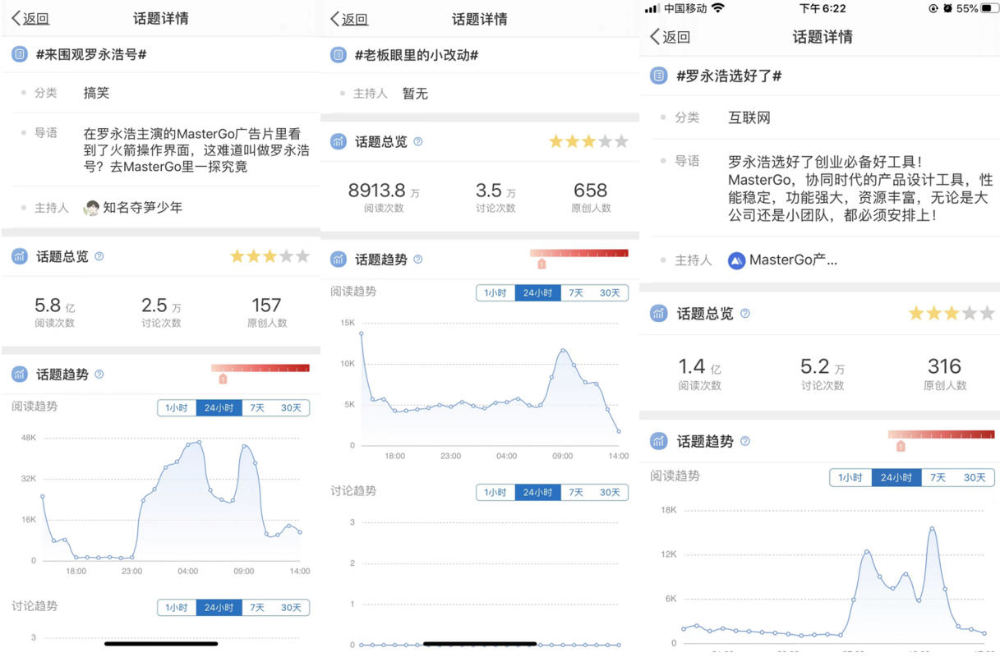 返回
话题详情
#来围观罗永浩号#
分类 搞笑
导语 在罗永浩主演的MasterGo广告片里看
到了火箭操作界面，这难道叫做罗永浩
号？去MasterGo里一探究竟
主持人 知名夺笋少年
话题总览 ?
5.8 亿 2.5 万 157
阅读次数 讨论次数 原创人数
话题趋势 ?
1
阅读趋势 1小时 24小时 7天 30天
48K
32K
16K
0
18:00 23:00 04:00 09:00 14:00
讨论趋势 1小时 24小时 7天 30天
3
返回
话题详情
#老板眼里的小改动#
主持人 暂无
话题总览 ?
8913.8 万 3.5 万 658
阅读次数 讨论次数 原创人数
话题趋势 ?
1
阅读趋势 1小时 24小时 7天 30天
15K
10K
5K
0
18:00 23:00 04:00 09:00 14:00
讨论趋势 1小时 24小时 7天 30天
3
2
1
0
中国移动 下午6:22 55%
返回
话题详情
#罗永浩选好了#
分类 互联网
导语 罗永浩选好了创业必备好工具！
MasterGo，协同时代的产品设计工具，性
能稳定，功能强大，资源丰富，无论是大
公司还是小团队，都必须安排上！
主持人 MasterGo产...
话题总览 ?
1.4 亿 5.2 万 316
阅读次数 讨论次数 原创人数
话题趋势 ?
1
阅读趋势 1小时 24小时 7天 30天
18K
12K
6K
0